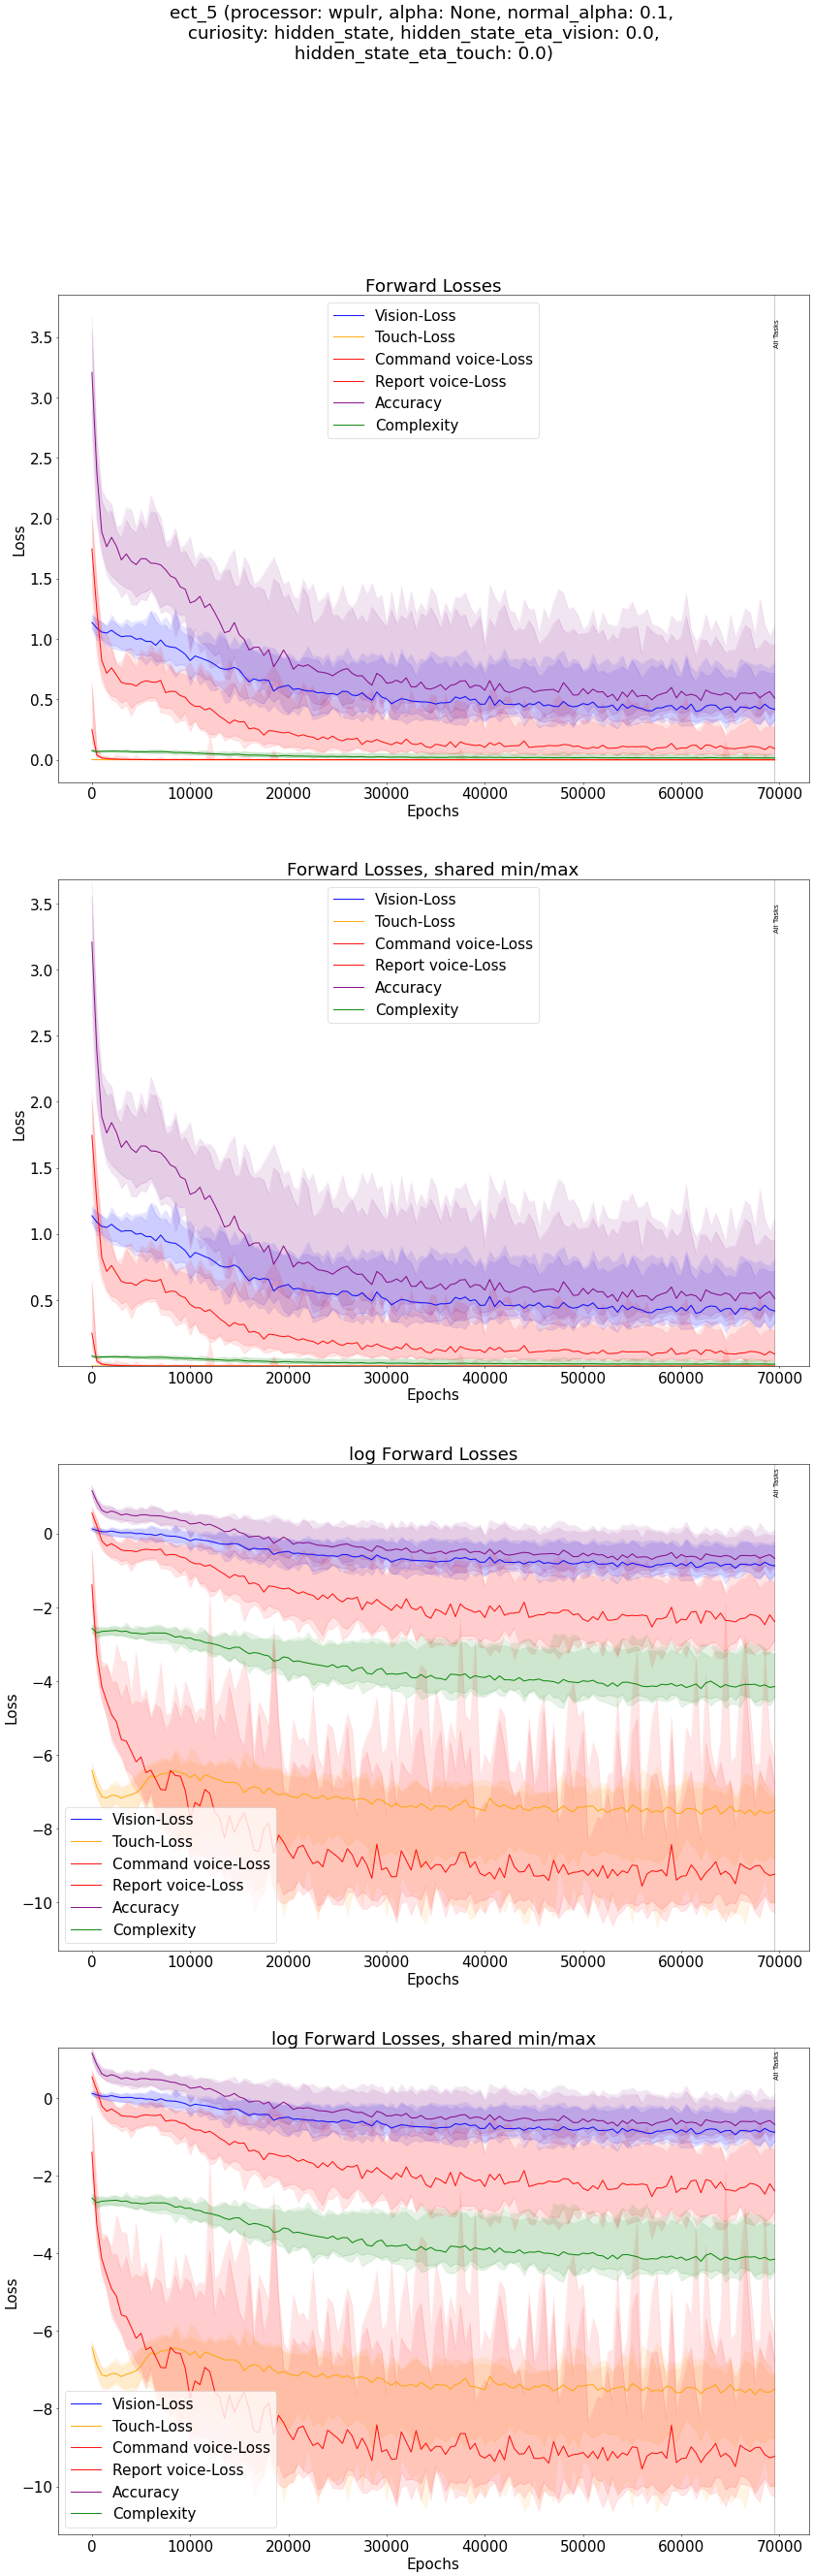 ect_5 (processor: wpulr, alpha: None, normal_alpha: 0.1,
curiosity: hidden_state, hidden_state_eta_vision: 0.0,
hidden_state_eta_touch: 0.0)
Forward Losses
Vision-Loss
Touch-Loss
Command voice-Loss
Report voice-Loss
Accuracy
Complexity
All Tasks
Loss
3.5
3.0
2.5
2.0
1.5
1.0
0.5
0.0
0 10000 20000 30000 40000 50000 60000 70000
Epochs
Forward Losses, shared min/max
Vision-Loss
Touch-Loss
Command voice-Loss
Report voice-Loss
Accuracy
Complexity
All Tasks
Loss
3.5
3.0
2.5
2.0
1.5
1.0
0.5
0 10000 20000 30000 40000 50000 60000 70000
Epochs
log Forward Losses
All Tasks
Loss
0
−2
−4
−6
−8
−10
Vision-Loss
Touch-Loss
Command voice-Loss
Report voice-Loss
Accuracy
Complexity
0 10000 20000 30000 40000 50000 60000 70000
Epochs
log Forward Losses, shared min/max
All Tasks
Loss
0
−2
−4
−6
−8
−10
Vision-Loss
Touch-Loss
Command voice-Loss
Report voice-Loss
Accuracy
Complexity
0 10000 20000 30000 40000 50000 60000 70000
Epochs